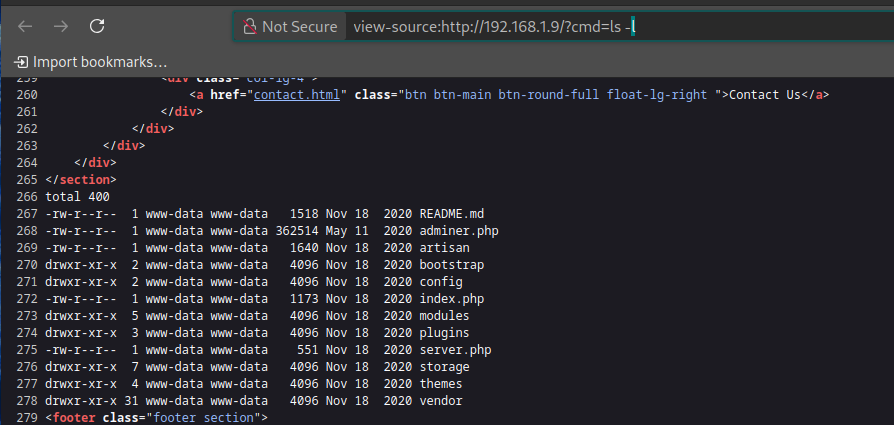 Not Secure view-source:http://192.168.1.9/?cmd=ls -l
Import bookmarks...
259 <div class="col-lg-4">
260 <a href="contact.html" class="btn btn-main btn-round-full float-lg-right ">Contact Us</a>
261 </div>
262 </div>
263 </div>
264 </div>
265 </section>
266 total 400
267 -rw-r--r-- 1 www-data www-data 1518 Nov 18 2020 README.md
268 -rw-r--r-- 1 www-data www-data 362514 May 11 2020 adminer.php
269 -rw-r--r-- 1 www-data www-data 1640 Nov 18 2020 artisan
270 drwxr-xr-x 2 www-data www-data 4096 Nov 18 2020 bootstrap
271 drwxr-xr-x 2 www-data www-data 4096 Nov 18 2020 config
272 -rw-r--r-- 1 www-data www-data 1173 Nov 18 2020 index.php
273 drwxr-xr-x 5 www-data www-data 4096 Nov 18 2020 modules
274 drwxr-xr-x 3 www-data www-data 4096 Nov 18 2020 plugins
275 -rw-r--r-- 1 www-data www-data 551 Nov 18 2020 server.php
276 drwxr-xr-x 7 www-data www-data 4096 Nov 18 2020 storage
277 drwxr-xr-x 4 www-data www-data 4096 Nov 18 2020 themes
278 drwxr-xr-x 31 www-data www-data 4096 Nov 18 2020 vendor
279 <footer class="footer section">